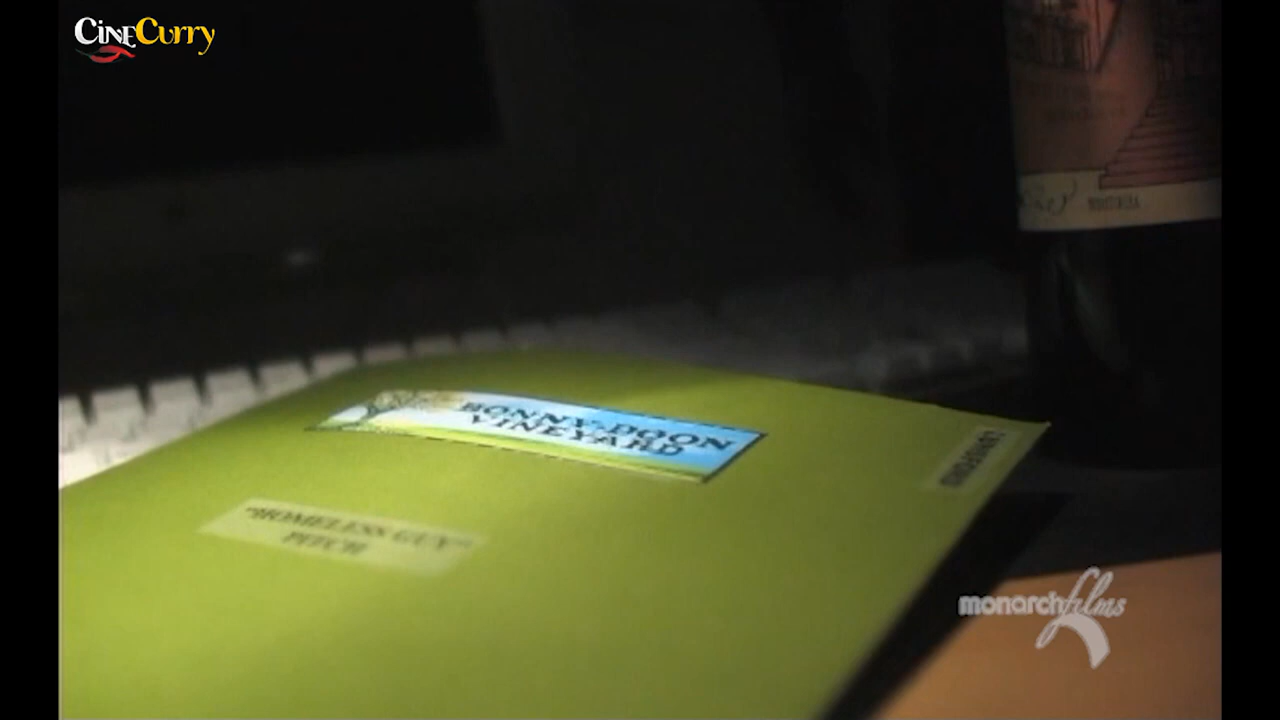 CineCurry
BONNY DOON
VINEYARD
"HOMELESS GUY"
PITCH
monarchfilms